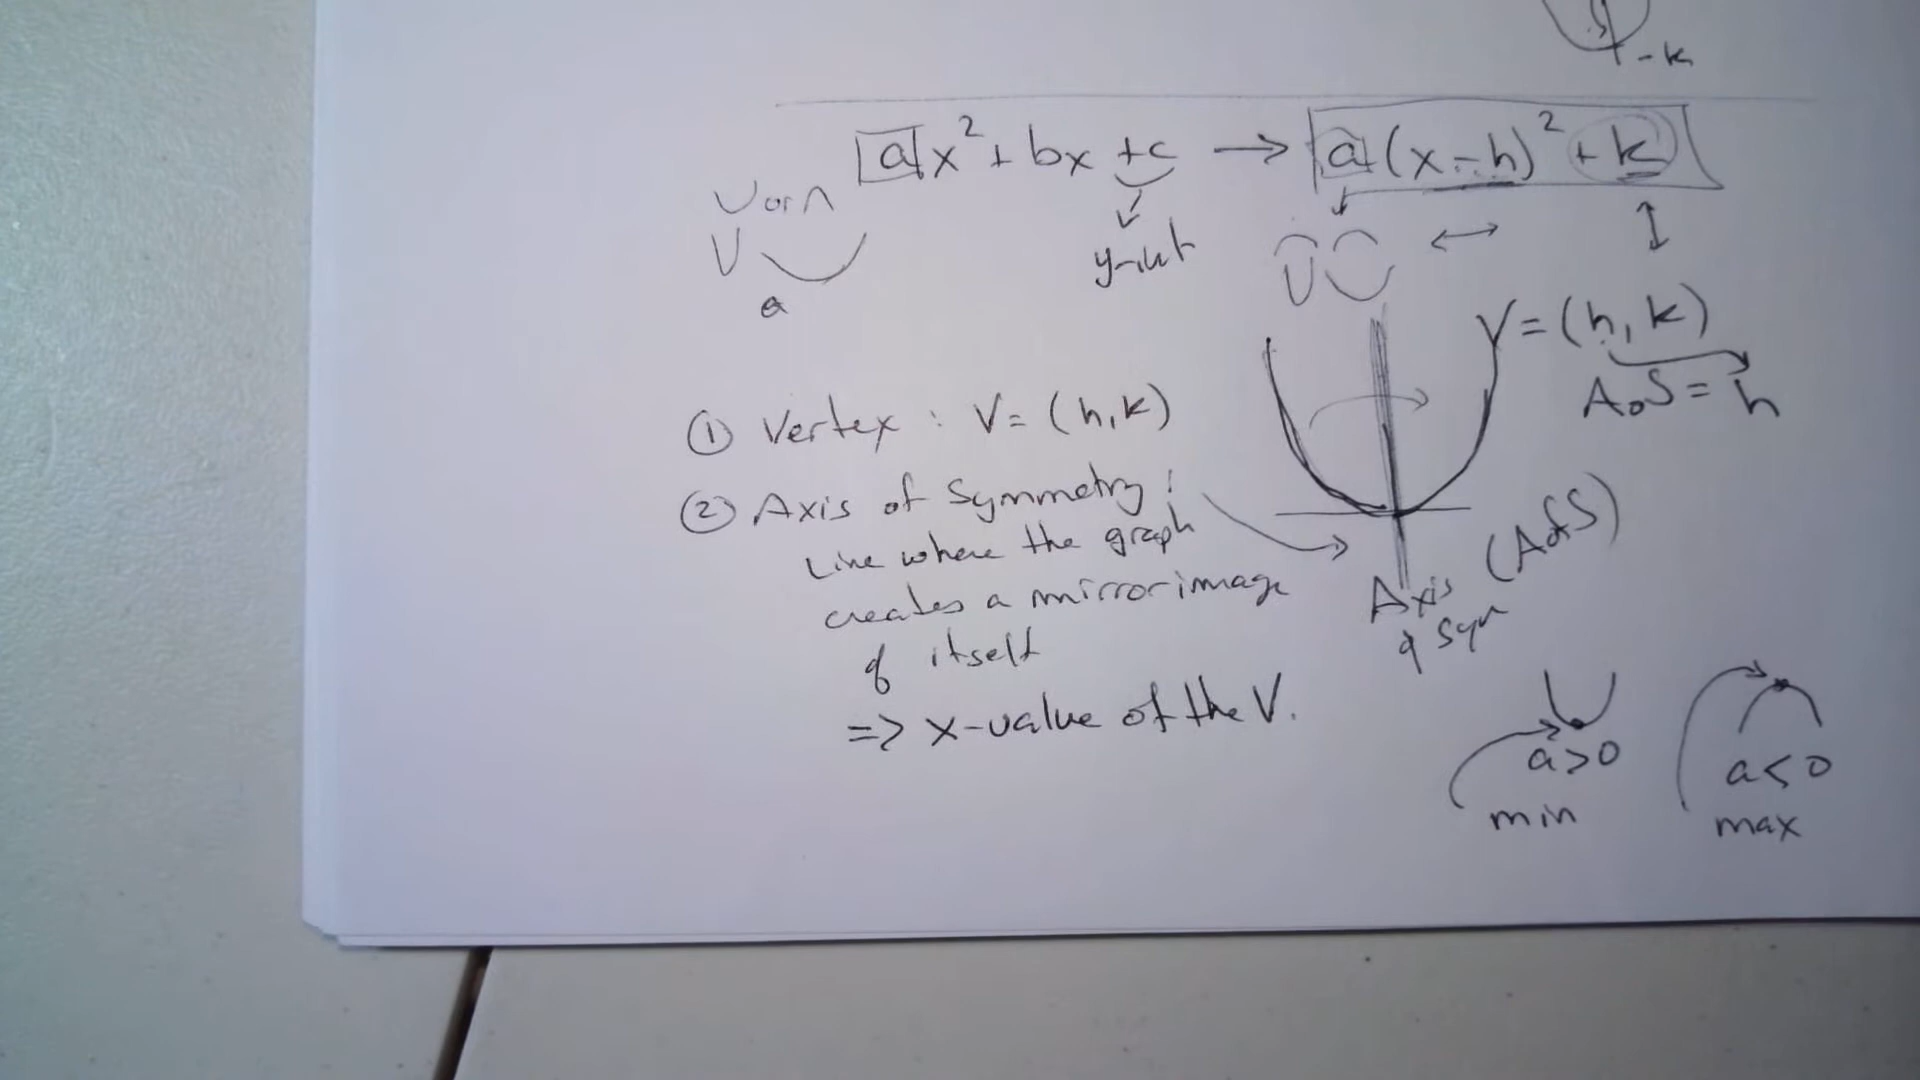 -k
ax² + bx + c → a(x-h)² + k
U or ∩
a
y-int
V = (h, k)
AoS = h
① Vertex : V = (h, k)
② Axis of Symmetry :
Line where the graph
creates a mirror image
of itself
=> x-value of the V.
Axis (AofS)
of Sym
a>0
min
a<0
max